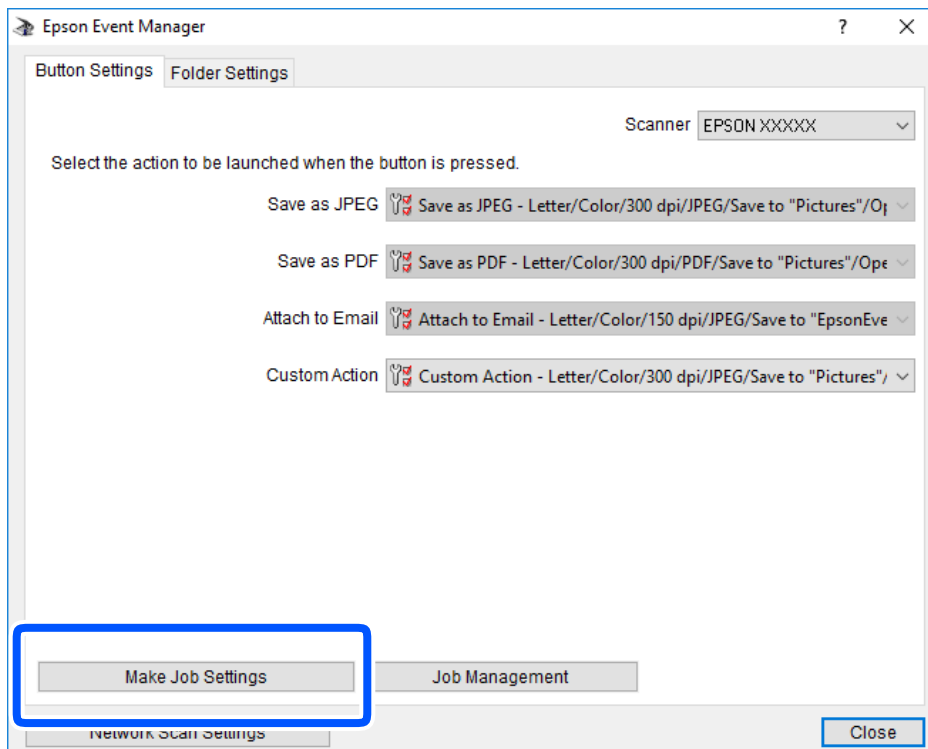 Epson Event Manager
Button Settings Folder Settings
Scanner EPSON XXXXX
Select the action to be launched when the button is pressed.
Save as JPEG Save as JPEG - Letter/Color/300 dpi/JPEG/Save to "Pictures"/Op
Save as PDF Save as PDF - Letter/Color/300 dpi/PDF/Save to "Pictures"/Ope
Attach to Email Attach to Email - Letter/Color/150 dpi/JPEG/Save to "EpsonEve
Custom Action Custom Action - Letter/Color/300 dpi/JPEG/Save to "Pictures"/
Make Job Settings Job Management
Network Scan Settings Close